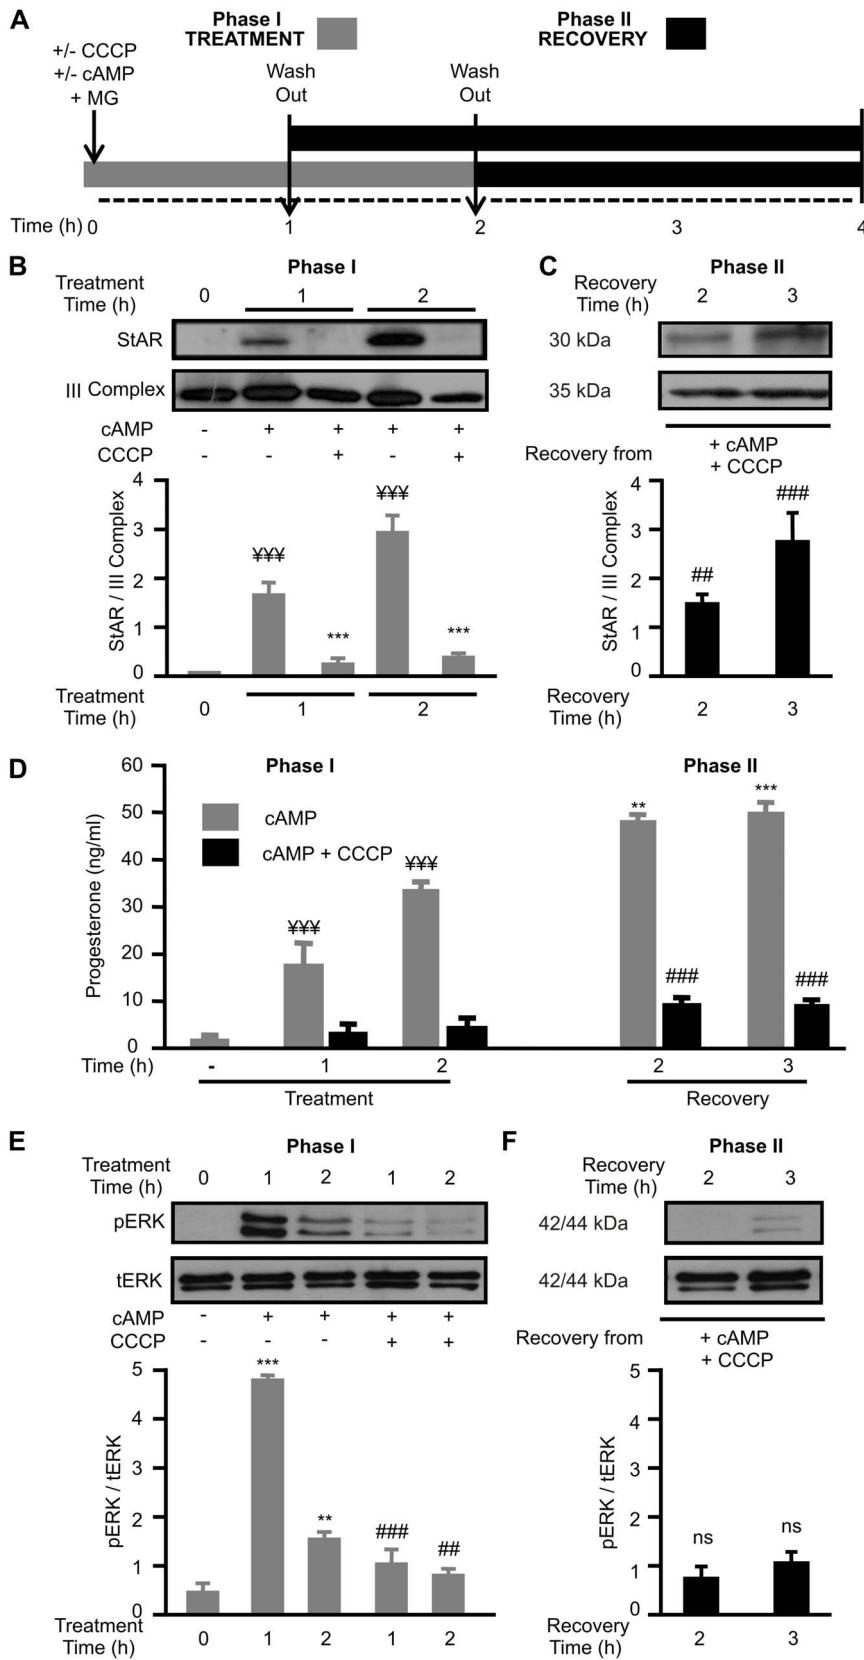 A
Phase I
TREATMENT
Phase II
RECOVERY
+/- CCCP
+/- cAMP
+ MG
Wash
Out
Wash
Out
Time (h) 0 1 2 3 4
B
Phase I
Treatment
Time (h)
0 1 2
StAR
III Complex
cAMP - + + + +
CCCP - - + - +
StAR / III Complex
4
3
2
1
0
¥¥¥
***
¥¥¥
***
Treatment
Time (h)
0 1 2
C
Phase II
Recovery
Time (h)
2 3
30 kDa
35 kDa
Recovery from
+ cAMP
+ CCCP
StAR / III Complex
4
3
2
1
0
##
###
Recovery
Time (h)
2 3
D
Phase I
Phase II
Progesterone (ng/ml)
60
50
40
30
20
10
0
cAMP
cAMP + CCCP
¥¥¥
¥¥¥
**
###
***
###
Time (h) - 1 2 2 3
Treatment
Recovery
E
Phase I
Treatment
Time (h)
0 1 2 1 2
pERK
tERK
cAMP - + + + +
CCCP - - - + +
pERK / tERK
5
4
3
2
1
0
***
**
###
##
Treatment
Time (h)
0 1 2 1 2
F
Phase II
Recovery
Time (h)
2 3
42/44 kDa
42/44 kDa
Recovery from
+ cAMP
+ CCCP
pERK / tERK
5
4
3
2
1
0
ns
ns
Recovery
Time (h)
2 3